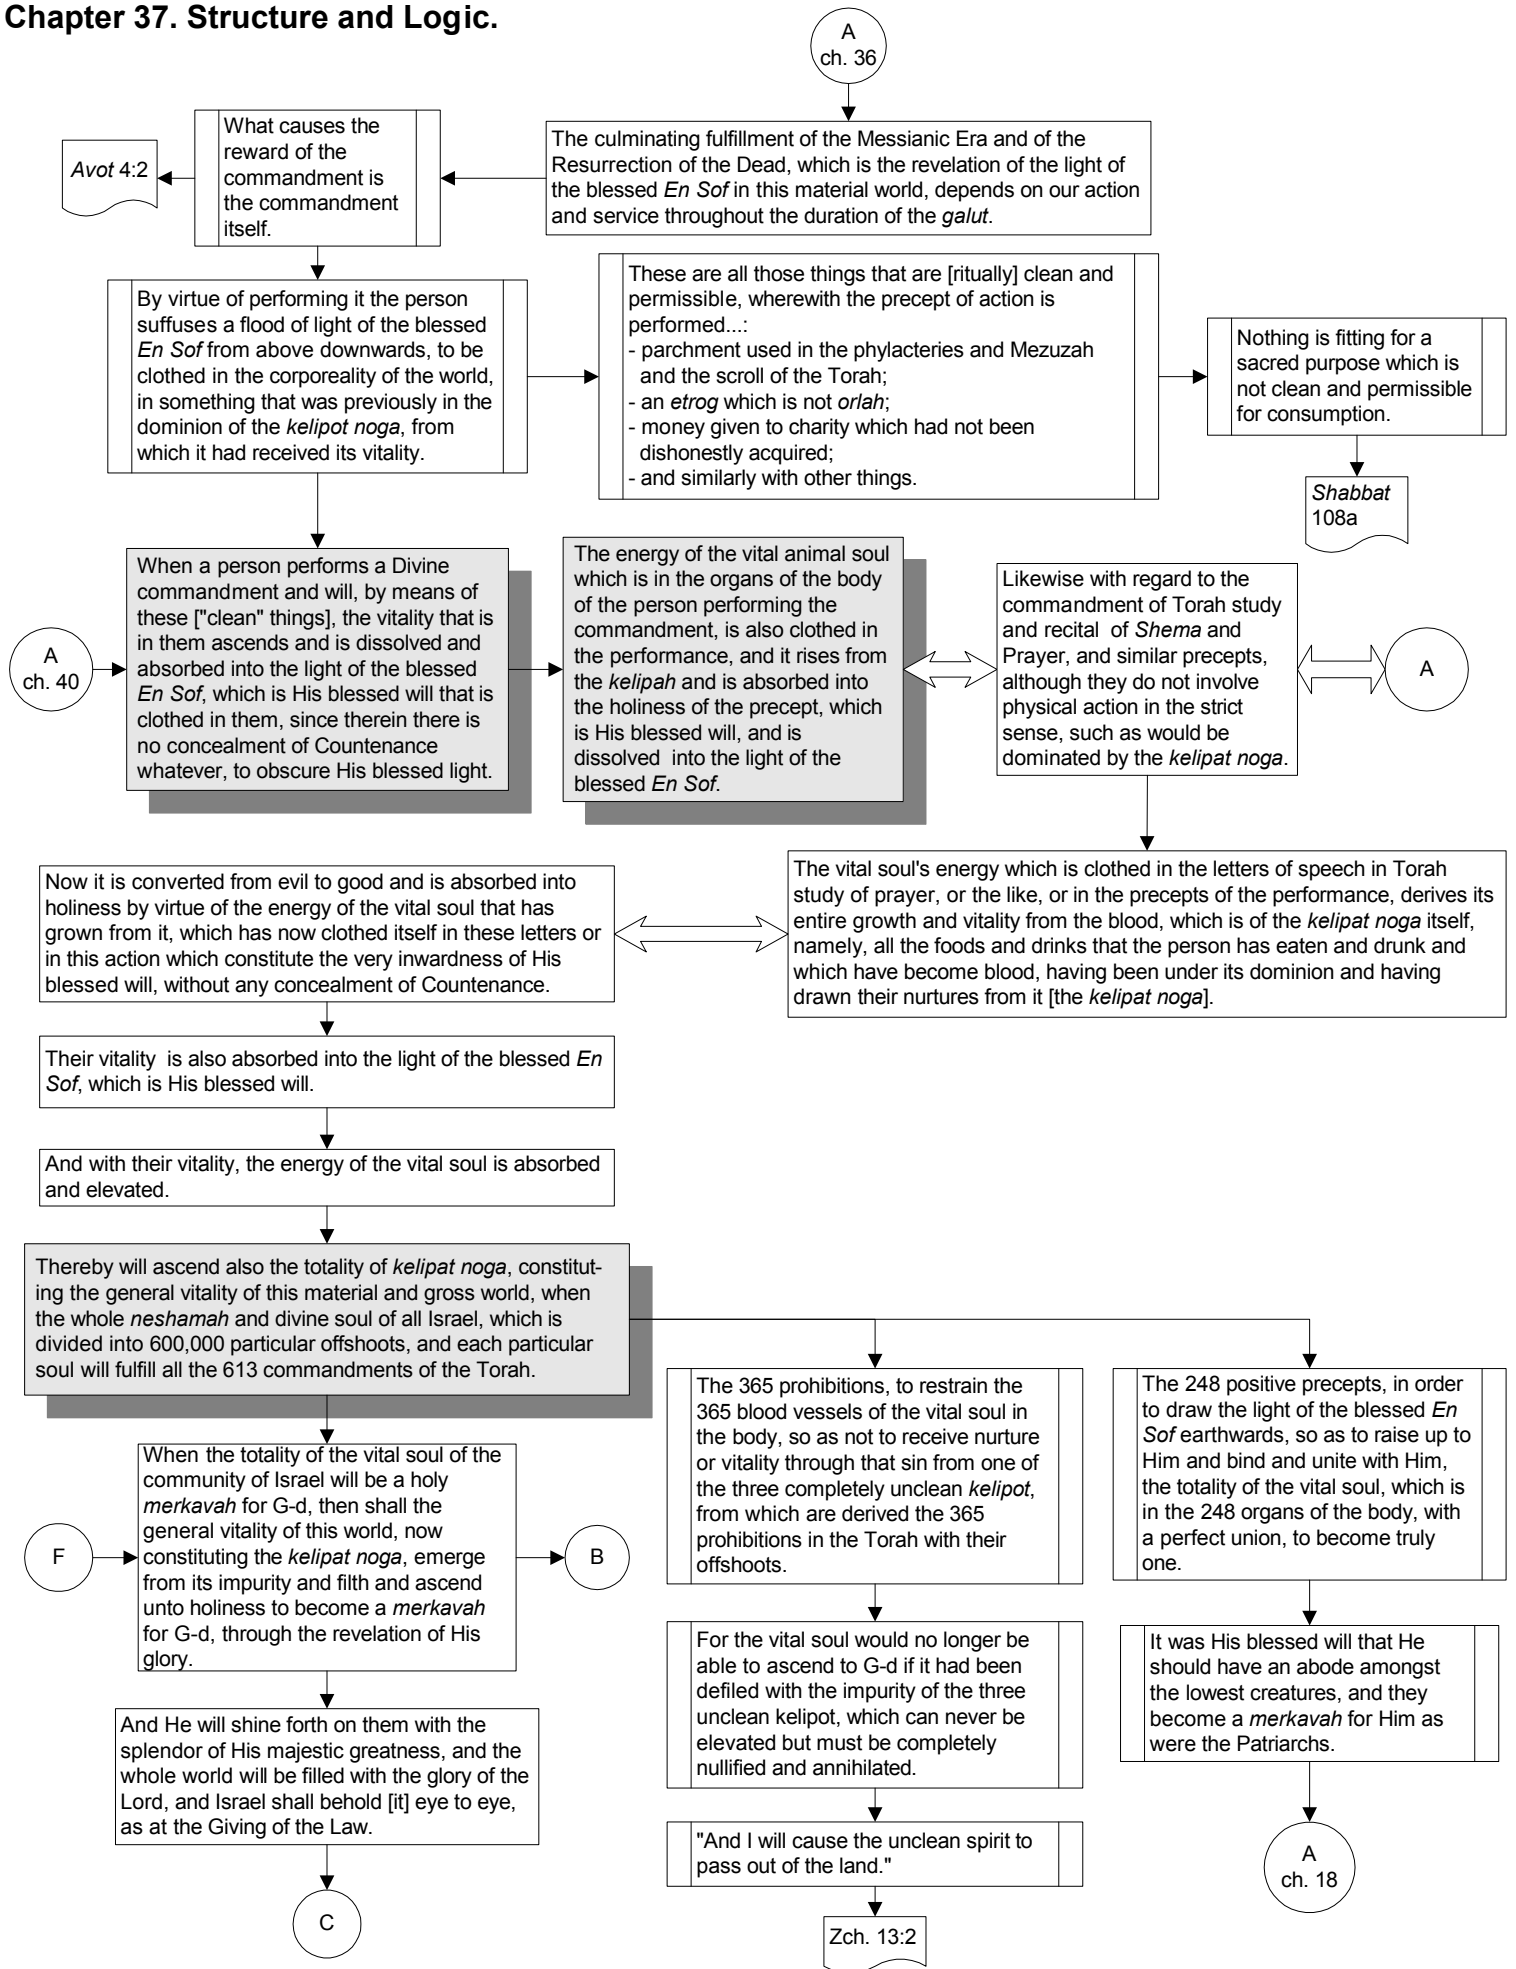 Chapter 37. Structure and Logic.
A
ch. 36
The culminating fulfillment of the Messianic Era and of the
Resurrection of the Dead, which is the revelation of the light of
the blessed En Sof in this material world, depends on our action
and service throughout the duration of the galut.
What causes the
reward of the
commandment is
the commandment
itself.
Avot 4:2
By virtue of performing it the person
suffuses a flood of light of the blessed
En Sof from above downwards, to be
clothed in the corporeality of the world,
in something that was previously in the
dominion of the kelipot noga, from
which it had received its vitality.
These are all those things that are [ritually] clean and
permissible, wherewith the precept of action is
performed...:
- parchment used in the phylacteries and Mezuzah
and the scroll of the Torah;
- an etrog which is not orlah;
- money given to charity which had not been
dishonestly acquired;
- and similarly with other things.
Nothing is fitting for a
sacred purpose which is
not clean and permissible
for consumption.
Shabbat
108a
A
ch. 40
When a person performs a Divine
commandment and will, by means of
these ["clean" things], the vitality that is
in them ascends and is dissolved and
absorbed into the light of the blessed
En Sof, which is His blessed will that is
clothed in them, since therein there is
no concealment of Countenance
whatever, to obscure His blessed light.
The energy of the vital animal soul
which is in the organs of the body
of the person performing the
commandment, is also clothed in
the performance, and it rises from
the kelipah and is absorbed into
the holiness of the precept, which
is His blessed will, and is
dissolved into the light of the
blessed En Sof.
Likewise with regard to the
commandment of Torah study
and recital of Shema and
Prayer, and similar precepts,
although they do not involve
physical action in the strict
sense, such as would be
dominated by the kelipat noga.
A
The vital soul's energy which is clothed in the letters of speech in Torah
study of prayer, or the like, or in the precepts of the performance, derives its
entire growth and vitality from the blood, which is of the kelipat noga itself,
namely, all the foods and drinks that the person has eaten and drunk and
which have become blood, having been under its dominion and having
drawn their nurtures from it [the kelipat noga].
Now it is converted from evil to good and is absorbed into
holiness by virtue of the energy of the vital soul that has
grown from it, which has now clothed itself in these letters or
in this action which constitute the very inwardness of His
blessed will, without any concealment of Countenance.
Their vitality is also absorbed into the light of the blessed En
Sof, which is His blessed will.
And with their vitality, the energy of the vital soul is absorbed
and elevated.
Thereby will ascend also the totality of kelipat noga, constitut-
ing the general vitality of this material and gross world, when
the whole neshamah and divine soul of all Israel, which is
divided into 600,000 particular offshoots, and each particular
soul will fulfill all the 613 commandments of the Torah.
The 365 prohibitions, to restrain the
365 blood vessels of the vital soul in
the body, so as not to receive nurture
or vitality through that sin from one of
the three completely unclean kelipot,
from which are derived the 365
prohibitions in the Torah with their
offshoots.
The 248 positive precepts, in order
to draw the light of the blessed En
Sof earthwards, so as to raise up to
Him and bind and unite with Him,
the totality of the vital soul, which is
in the 248 organs of the body, with
a perfect union, to become truly
one.
F
When the totality of the vital soul of the
community of Israel will be a holy
merkavah for G-d, then shall the
general vitality of this world, now
constituting the kelipat noga, emerge
from its impurity and filth and ascend
unto holiness to become a merkavah
for G-d, through the revelation of His
glory.
B
For the vital soul would no longer be
able to ascend to G-d if it had been
defiled with the impurity of the three
unclean kelipot, which can never be
elevated but must be completely
nullified and annihilated.
It was His blessed will that He
should have an abode amongst
the lowest creatures, and they
become a merkavah for Him as
were the Patriarchs.
And He will shine forth on them with the
splendor of His majestic greatness, and the
whole world will be filled with the glory of the
Lord, and Israel shall behold [it] eye to eye,
as at the Giving of the Law.
"And I will cause the unclean spirit to
pass out of the land."
A
ch. 18
C
Zch. 13:2